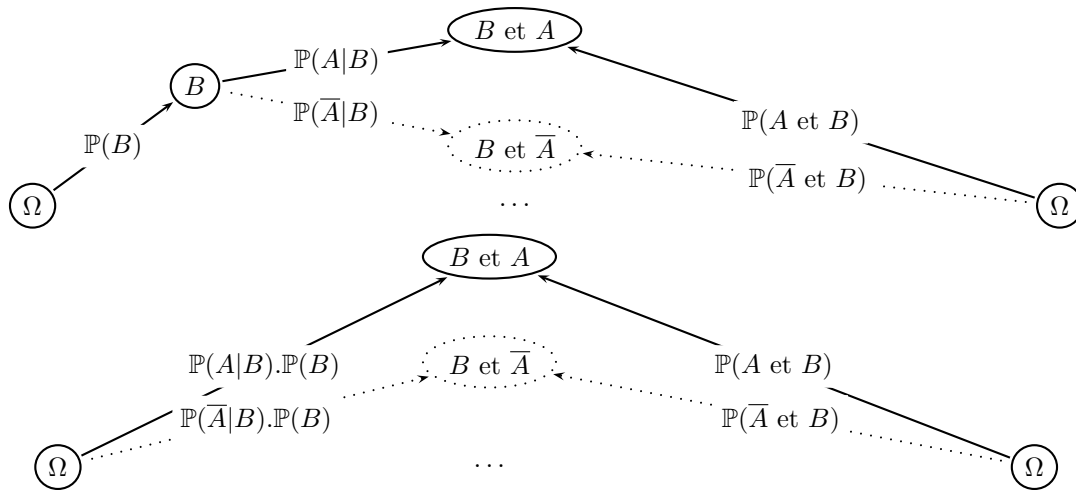 B et A
ℙ(A|B)
B
ℙ(A̅|B)
ℙ(A et B)
ℙ(B)
B et A̅
ℙ(A̅ et B)
Ω
...
Ω
B et A
ℙ(A|B).ℙ(B)
B et A̅
ℙ(A et B)
ℙ(A̅|B).ℙ(B)
ℙ(A̅ et B)
Ω
...
Ω